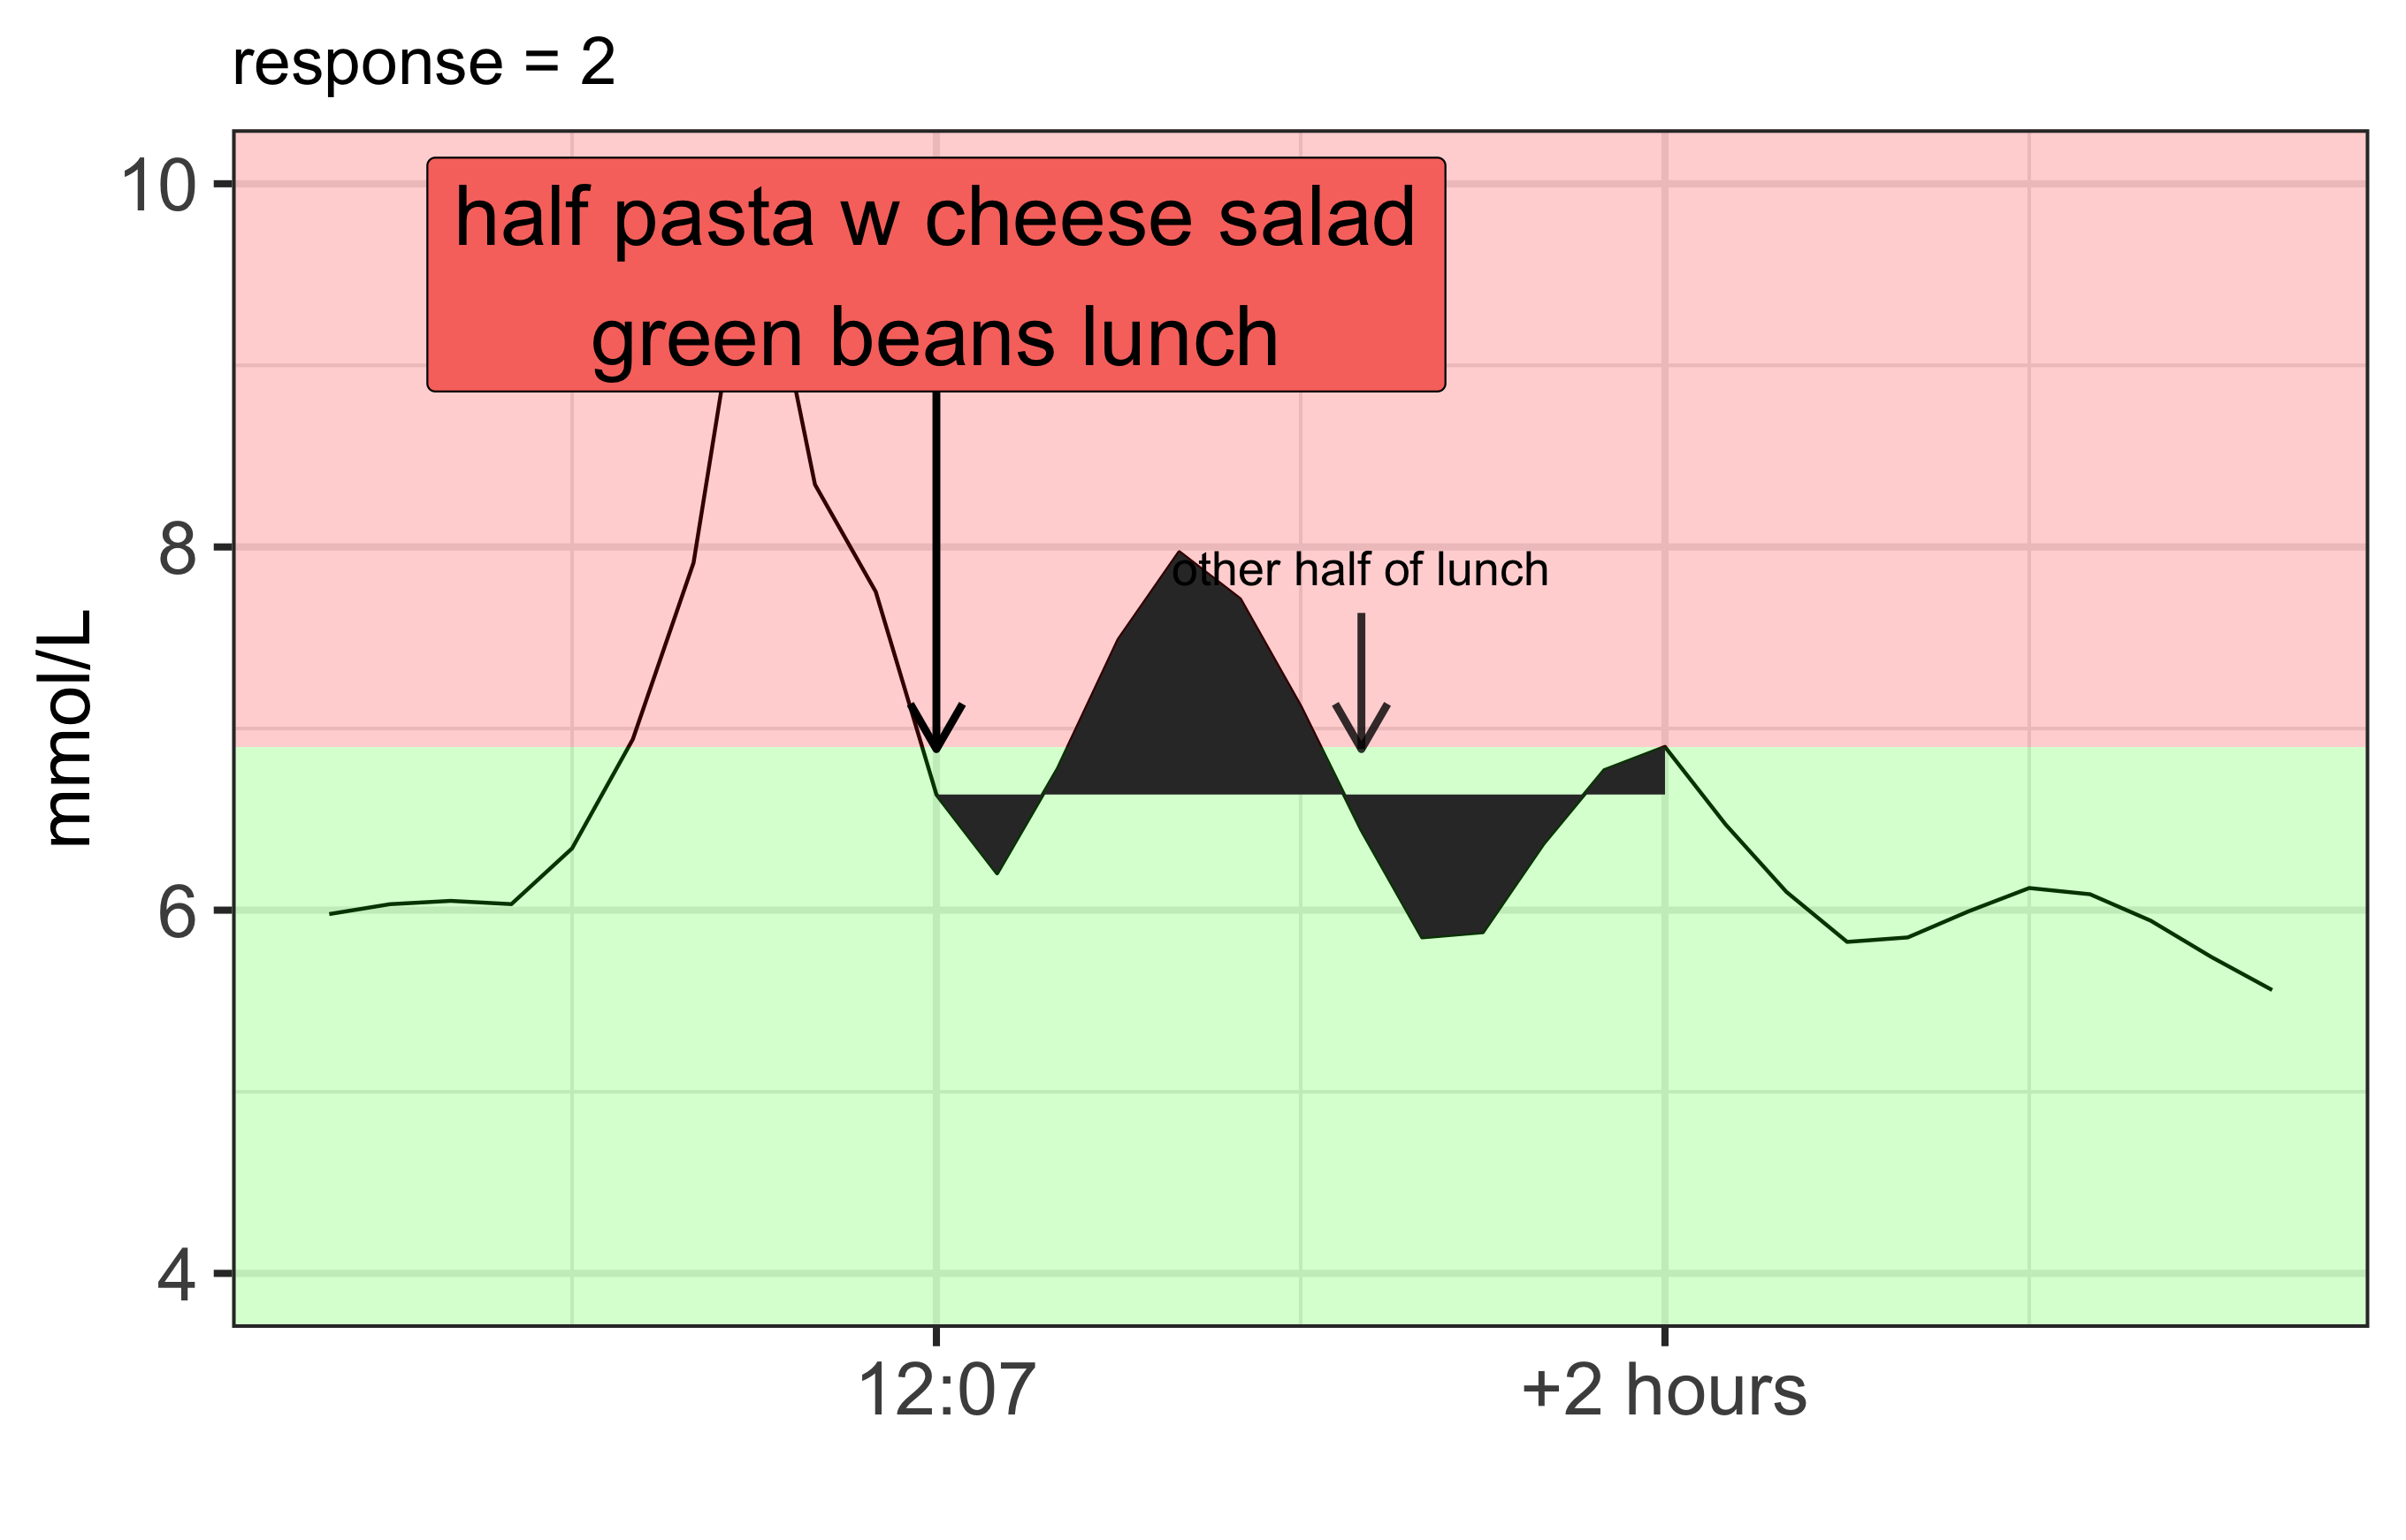 response = 2
10
half pasta w cheese salad
green beans lunch
8
other half of lunch
mmol/L
6
4
12:07
+2 hours